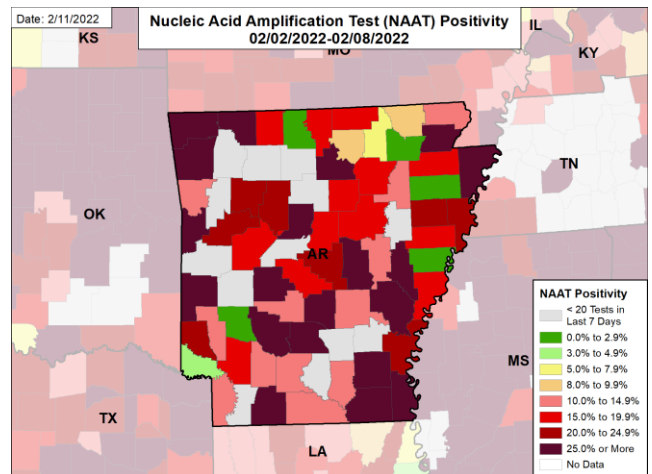 Date: 2/11/2022
Nucleic Acid Amplification Test (NAAT) Positivity
02/02/2022-02/08/2022
KS
MO
IL
KY
TN
OK
AR
MS
TX
LA
NAAT Positivity
< 20 Tests in
Last 7 Days
0.0% to 2.9%
3.0% to 4.9%
5.0% to 7.9%
8.0% to 9.9%
10.0% to 14.9%
15.0% to 19.9%
20.0% to 24.9%
25.0% or More
No Data